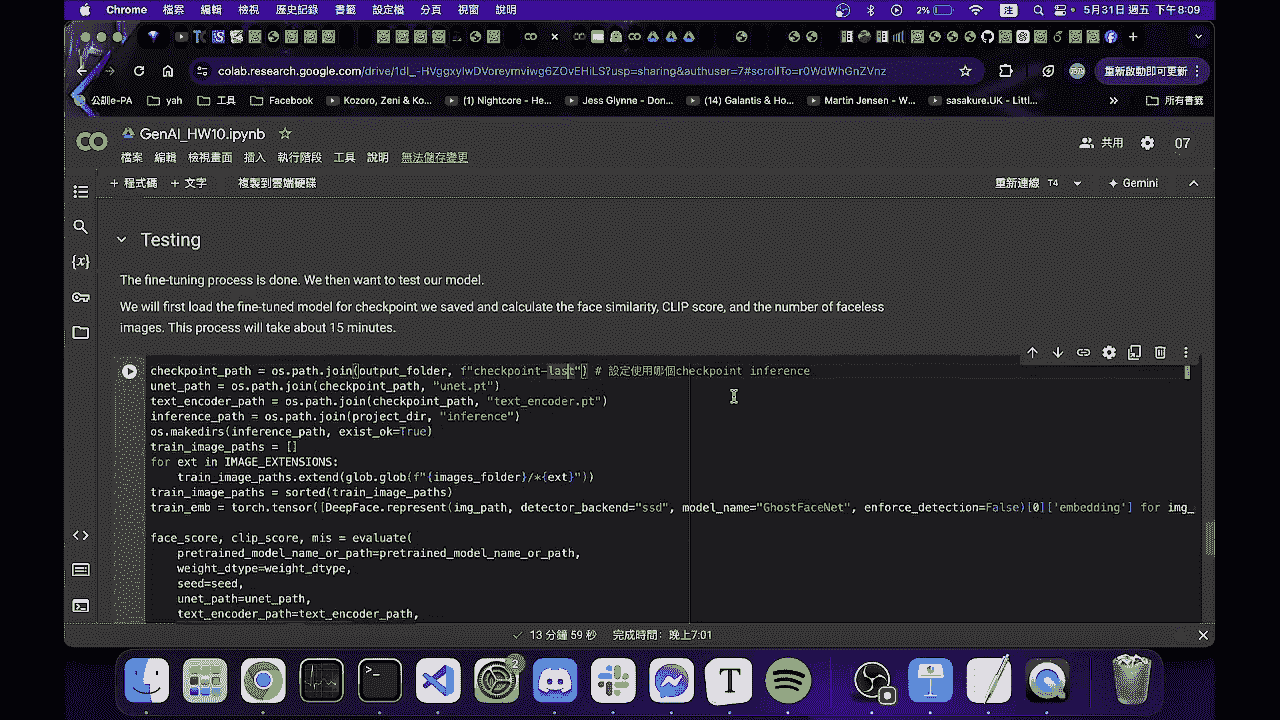 Chrome 檔案 編輯 檢視 歷史記錄 書籤 設定檔 分頁 視窗 說明 2% 注 5月31日 週五 下午 8:09
colab.research.google.com/drive/1dl_-HVggxylwDVoreymviwg6ZOvEHiLS?usp=sharing&authuser=7#scrollTo=r0WdWhGnZVnz 重新啟動即可更新
公訓e-PA yah 工具 Facebook Kozoro, Zeni & Ko... (1) Nightcore - He... Jess Glynne - Don... (14) Galantis & Ho... Martin Jensen - W... sasakure.UK - Littl... » 所有書籤
GenAI_HW10.ipynb
共用 07
檔案 編輯 檢視畫面 插入 執行階段 工具 說明 無法儲存變更
+ 程式碼 + 文字 複製到雲端硬碟 重新連線 T4 Gemini
Testing
The fine-tuning process is done. We then want to test our model.
We will first load the fine-tuned model for checkpoint we saved and calculate the face similarity, CLIP score, and the number of faceless
images. This process will take about 15 minutes.
checkpoint_path = os.path.join(output_folder, f"checkpoint-last") # 設定使用哪個checkpoint inference
unet_path = os.path.join(checkpoint_path, "unet.pt")
text_encoder_path = os.path.join(checkpoint_path, "text_encoder.pt")
inference_path = os.path.join(project_dir, "inference")
os.makedirs(inference_path, exist_ok=True)
train_image_paths = []
for ext in IMAGE_EXTENSIONS:
    train_image_paths.extend(glob.glob(f"{images_folder}/*{ext}"))
train_image_paths = sorted(train_image_paths)
train_emb = torch.tensor([DeepFace.represent(img_path, detector_backend="ssd", model_name="GhostFaceNet", enforce_detection=False)[0]['embedding'] for img_
face_score, clip_score, mis = evaluate(
    pretrained_model_name_or_path=pretrained_model_name_or_path,
    weight_dtype=weight_dtype,
    seed=seed,
    unet_path=unet_path,
    text_encoder_path=text_encoder_path,
✓ 13 分鐘 59 秒 完成時間：晚上7:01
2
T